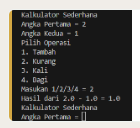 Kalkulator Sederhana
Angka Pertama = 2
Angka Kedua = 1
Pilih Operasi
1. Tambah
2. Kurang
3. Kali
4. Bagi
Masukan 1/2/3/4 = 2
Hasil dari 2.0 - 1.0 = 1.0
Kalkulator Sederhana
Angka Pertama =